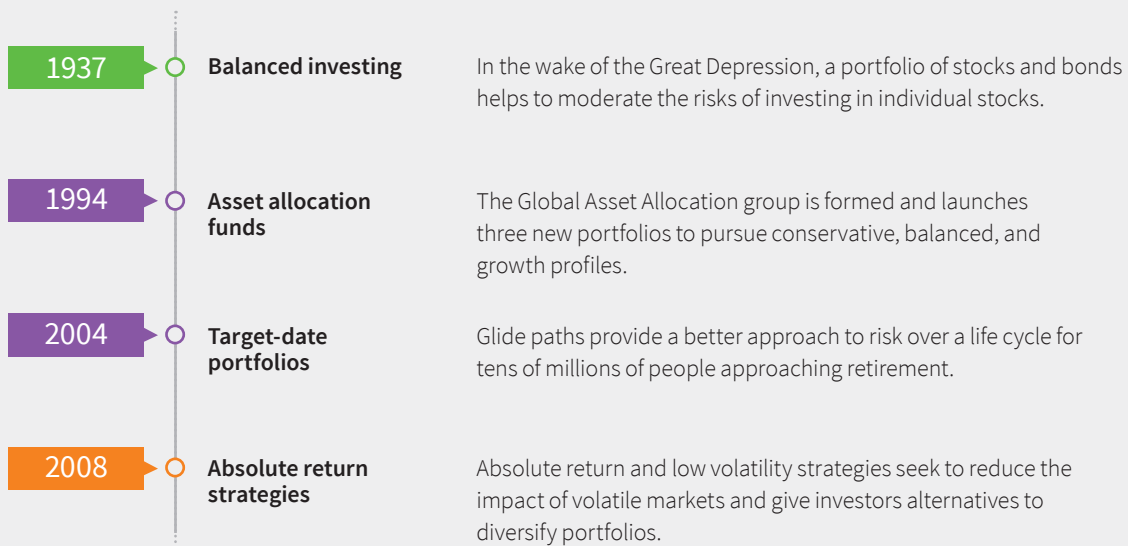 1937
Balanced investing
In the wake of the Great Depression, a portfolio of stocks and bonds
helps to moderate the risks of investing in individual stocks.
1994
Asset allocation
funds
The Global Asset Allocation group is formed and launches
three new portfolios to pursue conservative, balanced, and
growth profiles.
2004
Target-date
portfolios
Glide paths provide a better approach to risk over a life cycle for
tens of millions of people approaching retirement.
2008
Absolute return
strategies
Absolute return and low volatility strategies seek to reduce the
impact of volatile markets and give investors alternatives to
diversify portfolios.